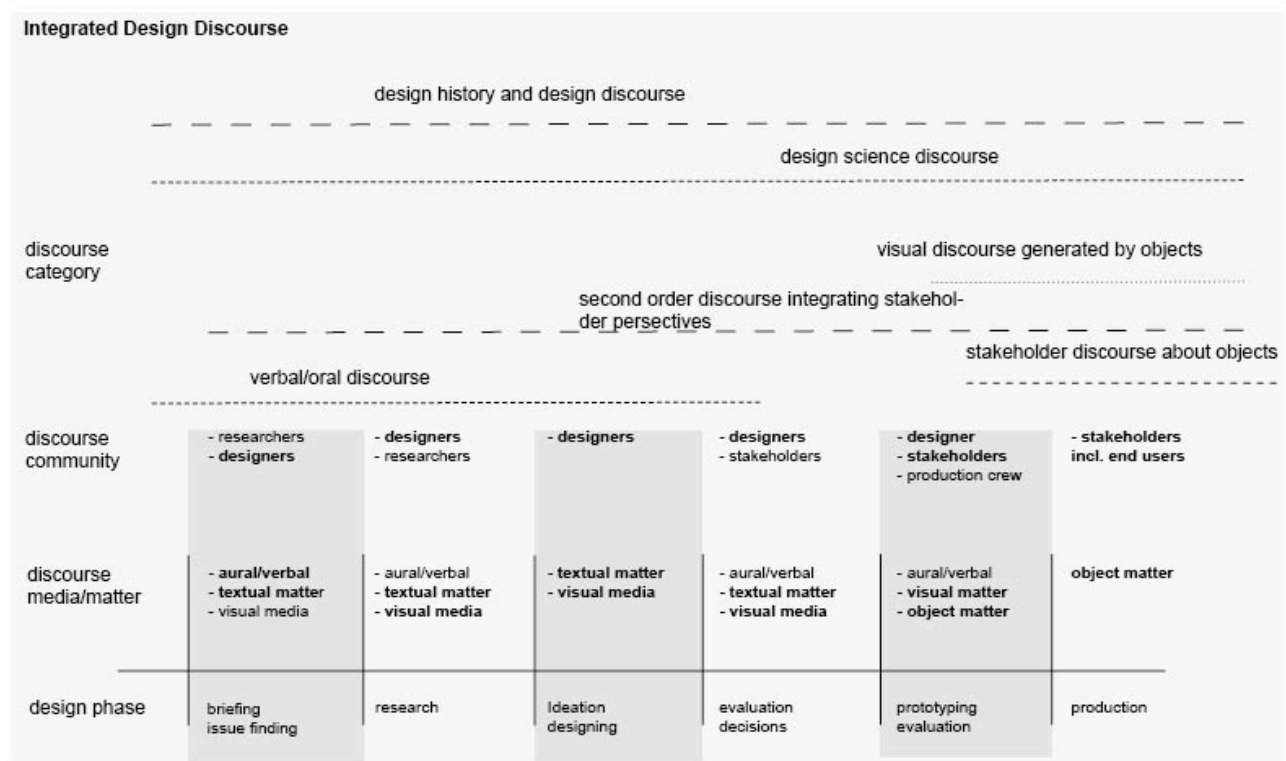 Integrated Design Discourse
design history and design discourse
design science discourse
discourse
category
visual discourse generated by objects
second order discourse integrating stakehol-
der persectives
stakeholder discourse about objects
verbal/oral discourse
discourse
community
- researchers
- designers
- designers
- researchers
- designers
- designers
- stakeholders
- designer
- stakeholders
- production crew
- stakeholders
incl. end users
discourse
media/matter
- aural/verbal
- textual matter
- visual media
- aural/verbal
- textual matter
- visual media
- textual matter
- visual media
- aural/verbal
- textual matter
- visual media
- aural/verbal
- visual matter
- object matter
object matter
design phase
briefing
issue finding
research
Ideation
designing
evaluation
decisions
prototyping
evaluation
production